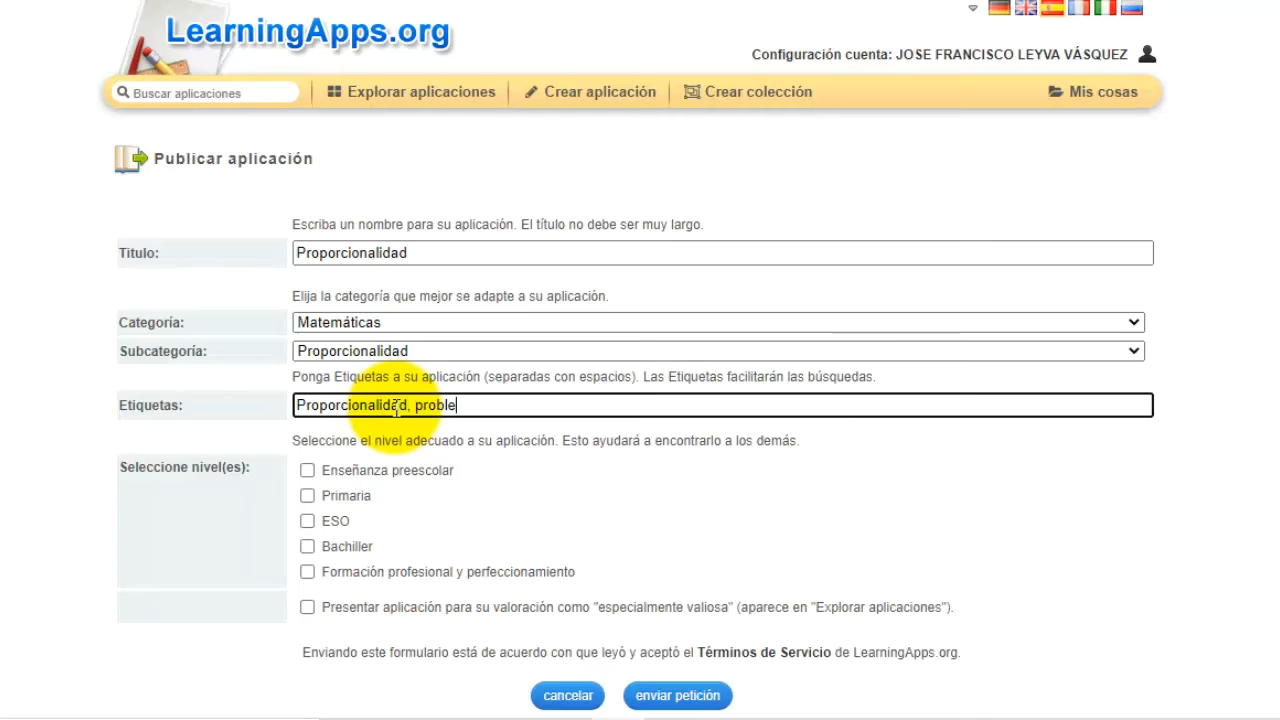 LearningApps.org
Configuración cuenta: JOSE FRANCISCO LEYVA VÁSQUEZ
Buscar aplicaciones
Explorar aplicaciones
Crear aplicación
Crear colección
Mis cosas
Publicar aplicación
Escriba un nombre para su aplicación. El título no debe ser muy largo.
Titulo:
Proporcionalidad
Elija la categoría que mejor se adapte a su aplicación.
Categoría:
Matemáticas
Subcategoría:
Proporcionalidad
Ponga Etiquetas a su aplicación (separadas con espacios). Las Etiquetas facilitarán las búsquedas.
Etiquetas:
Proporcionalidad, proble
Seleccione el nivel adecuado a su aplicación. Esto ayudará a encontrarlo a los demás.
Seleccione nivel(es):
Enseñanza preescolar
Primaria
ESO
Bachiller
Formación profesional y perfeccionamiento
Presentar aplicación para su valoración como "especialmente valiosa" (aparece en "Explorar aplicaciones").
Enviando este formulario está de acuerdo con que leyó y aceptó el Términos de Servicio de LearningApps.org.
cancelar
enviar petición